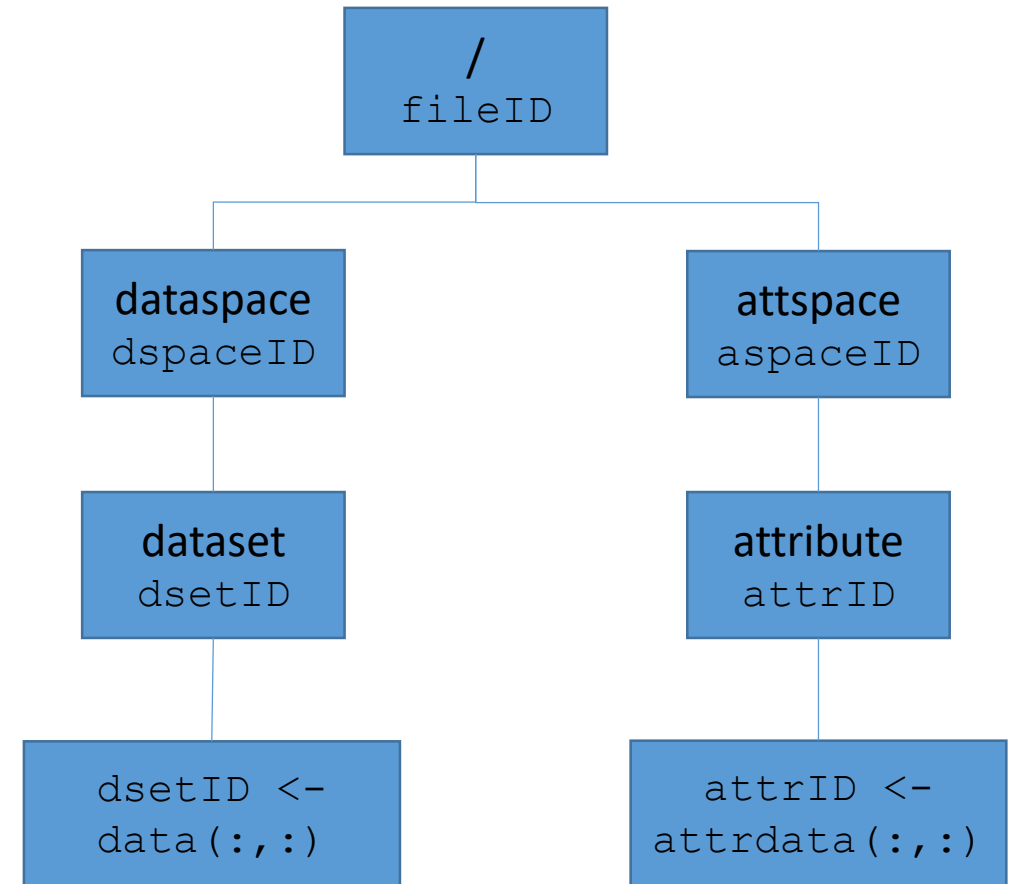 /
fileID
dataspace
dspaceID
attspace
aspaceID
dataset
dsetID
attribute
attrID
dsetID <-
data(:,:)
attrID <-
attrdata(:,:)